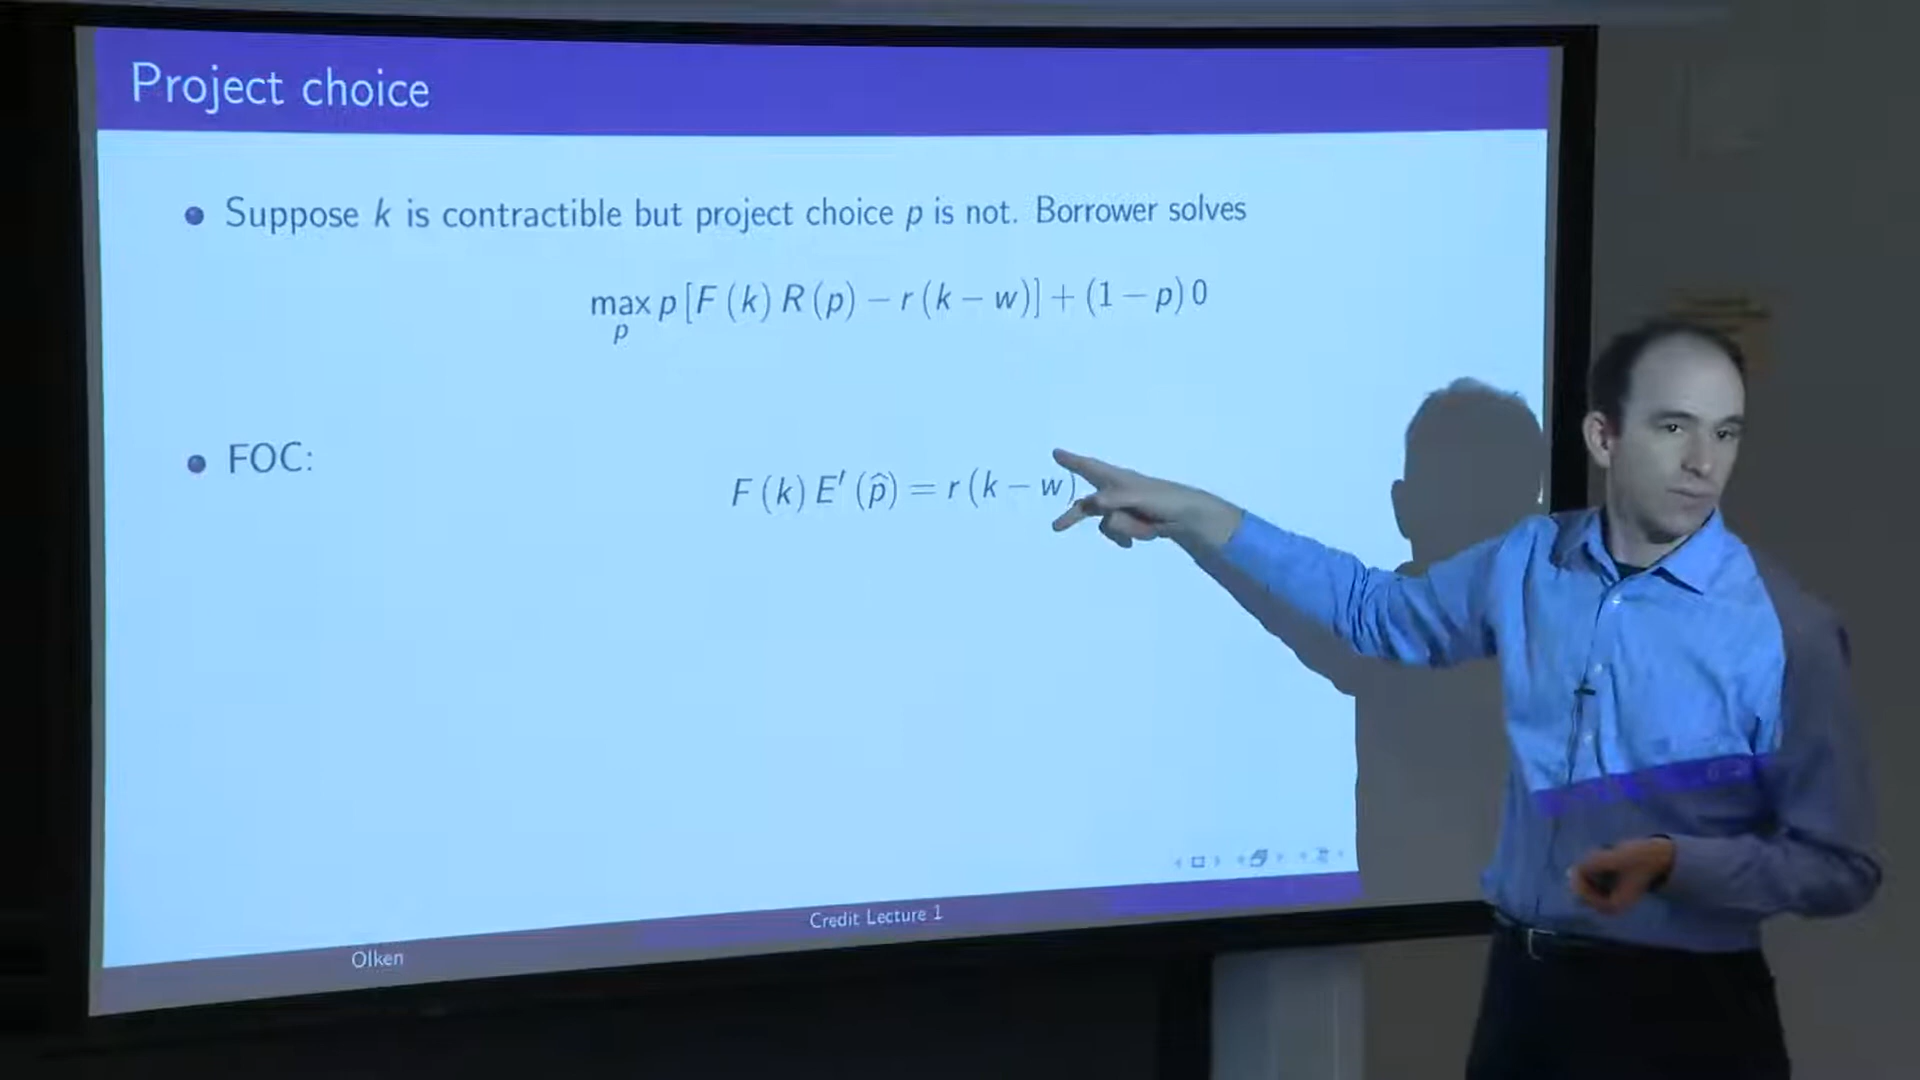 Project choice
Suppose k is contractible but project choice p is not. Borrower solves
max p [F (k) R (p) − r (k − w)] + (1 − p) 0
p
FOC:
F (k) E′ (p̂) = r (k − w)
Credit Lecture 1
Olken